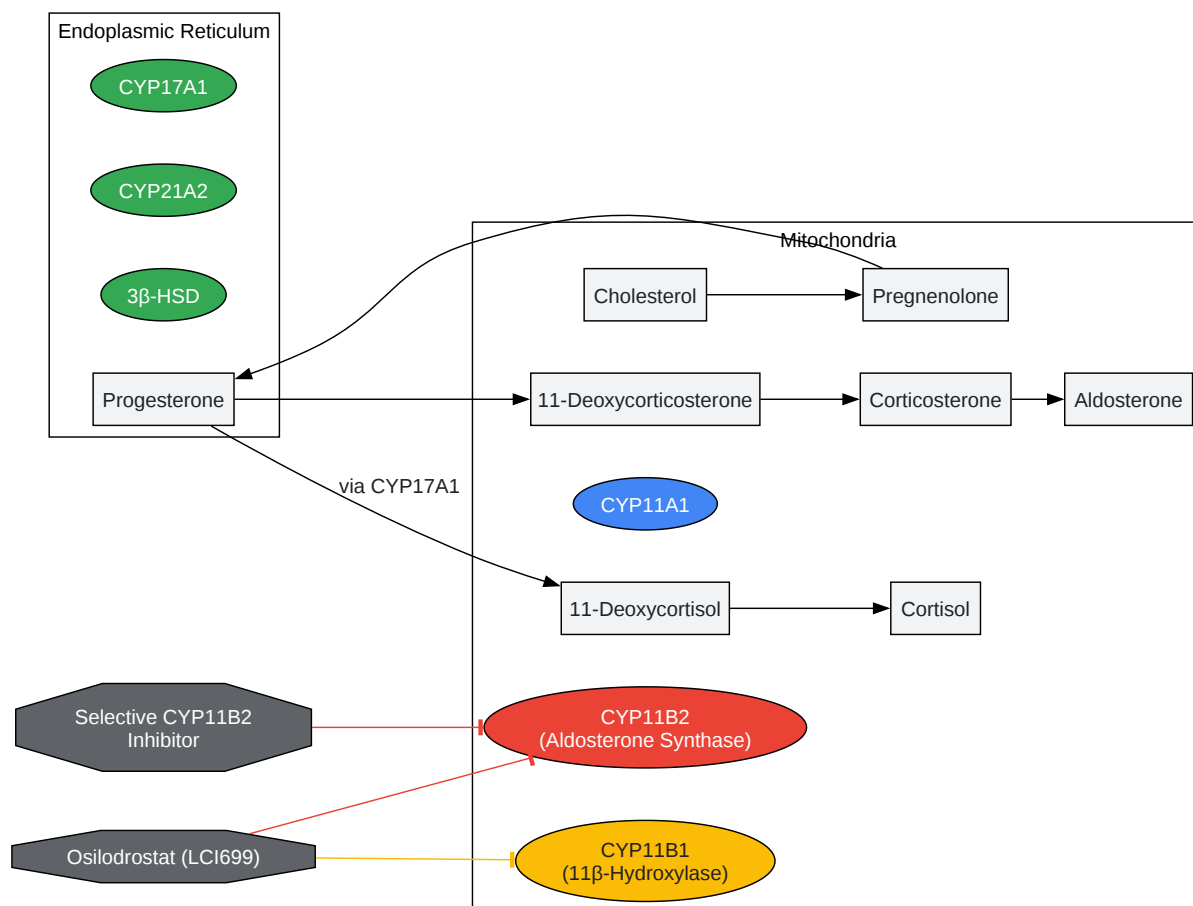 Endoplasmic Reticulum
CYP17A1
CYP21A2
3β-HSD
Progesterone
Mitochondria
Cholesterol
Pregnenolone
11-Deoxycorticosterone
Corticosterone
Aldosterone
via CYP17A1
CYP11A1
11-Deoxycortisol
Cortisol
Selective CYP11B2
Inhibitor
CYP11B2
(Aldosterone Synthase)
Osilodrostat (LCI699)
CYP11B1
(11β-Hydroxylase)